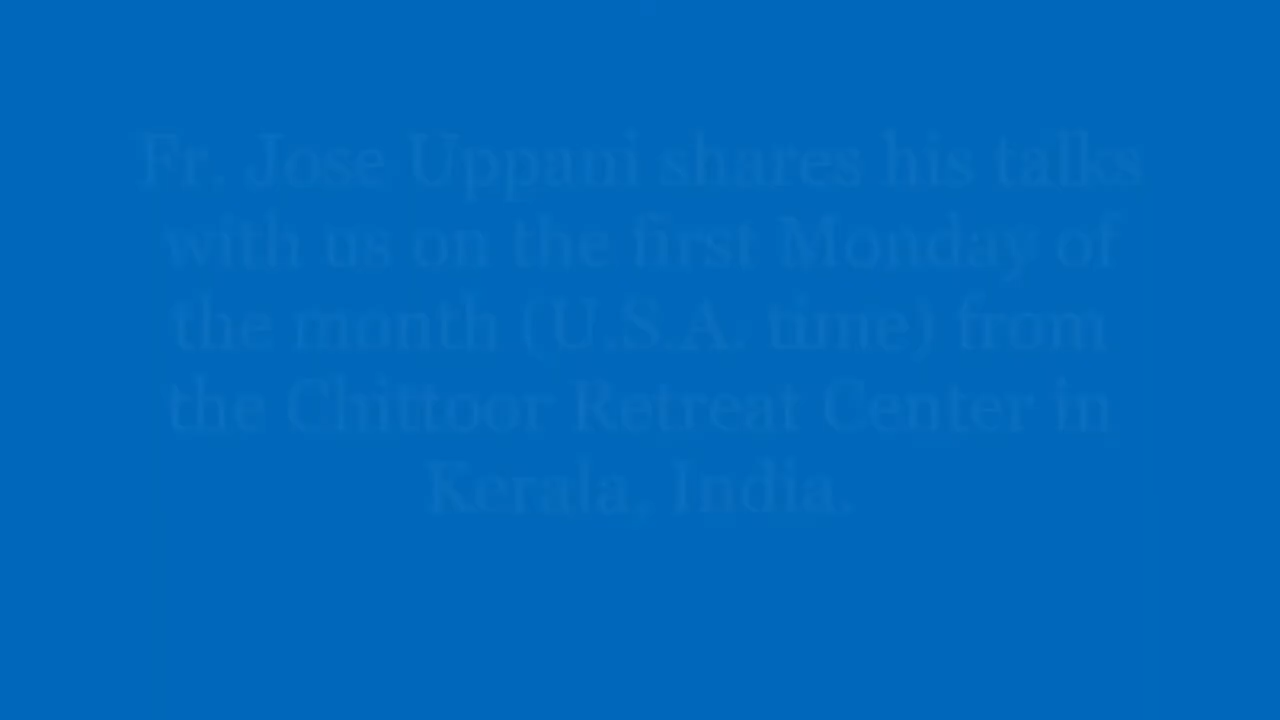 Fr. Jose Uppani shares his talks
with us on the first Monday of
the month (U.S.A. time) from
the Chittoor Retreat Center in
Kerala, India.